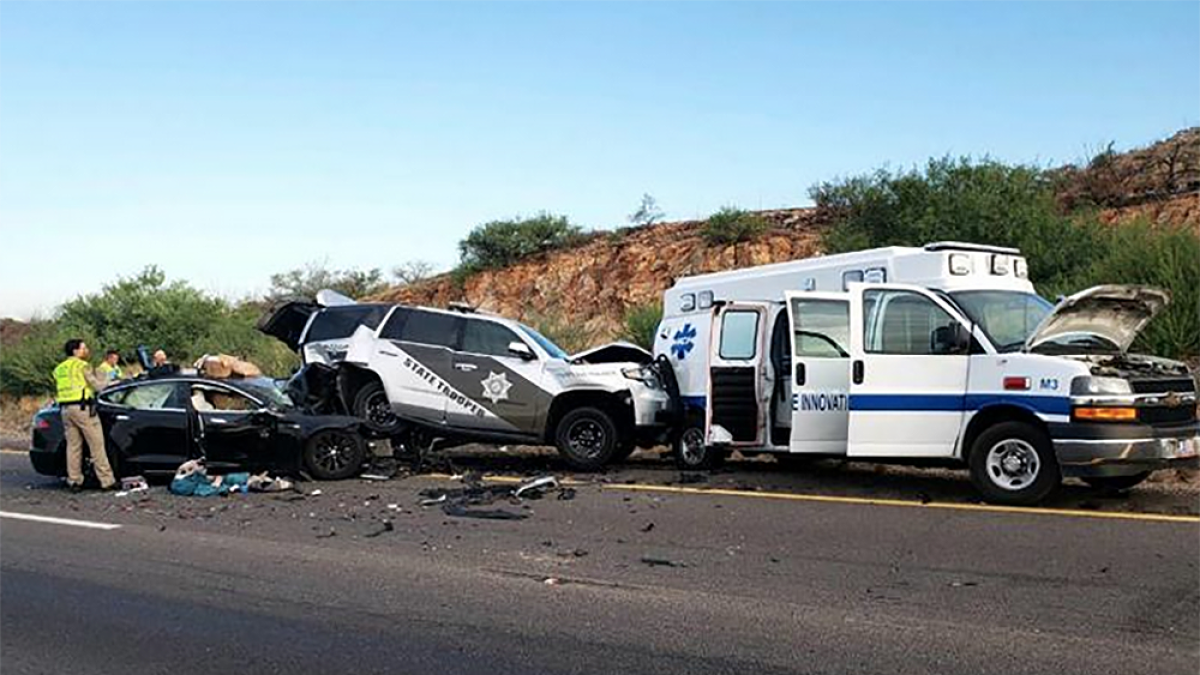 STATE TROOPER
E INNOVATI
M3